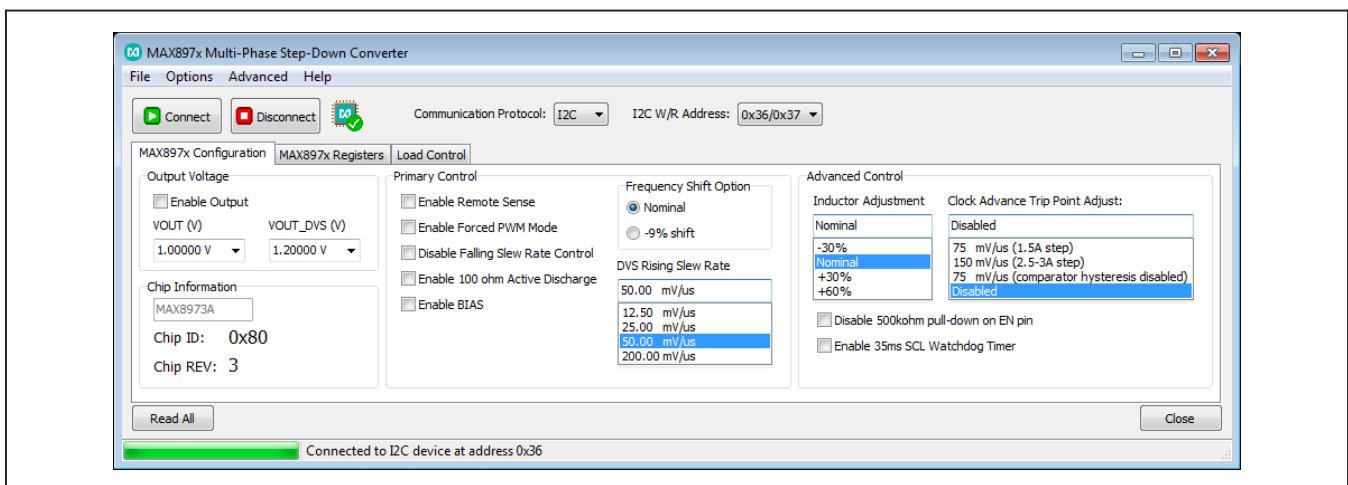 MAX897x Multi-Phase Step-Down Converter
File Options Advanced Help
Connect Disconnect Communication Protocol: I2C I2C W/R Address: 0x36/0x37
MAX897x Configuration MAX897x Registers Load Control
Output Voltage
Enable Output
VOUT (V) VOUT_DVS (V)
1.00000 V 1.20000 V
Chip Information
MAX8973A
Chip ID: 0x80
Chip REV: 3
Primary Control
Enable Remote Sense
Enable Forced PWM Mode
Disable Falling Slew Rate Control
Enable 100 ohm Active Discharge
Enable BIAS
Frequency Shift Option
Nominal
-9% shift
DVS Rising Slew Rate
50.00 mV/us
12.50 mV/us
25.00 mV/us
50.00 mV/us
200.00 mV/us
Advanced Control
Inductor Adjustment
Nominal
-30%
Nominal
+30%
+60%
Clock Advance Trip Point Adjust:
Disabled
75 mV/us (1.5A step)
150 mV/us (2.5-3A step)
75 mV/us (comparator hysteresis disabled)
Disabled
Disable 500kohm pull-down on EN pin
Enable 35ms SCL Watchdog Timer
Read All Close
Connected to I2C device at address 0x36